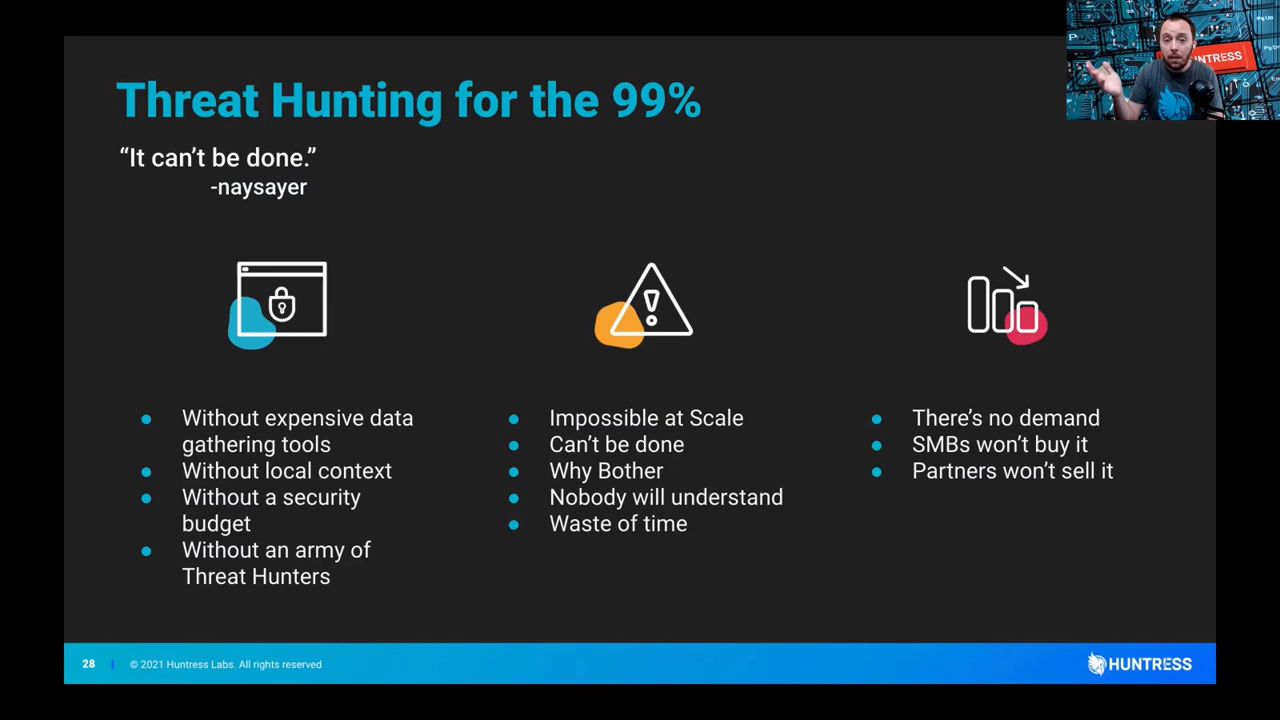 Threat Hunting for the 99%
“It can’t be done.”
-naysayer
Without expensive data
gathering tools
Without local context
Without a security
budget
Without an army of
Threat Hunters
Impossible at Scale
Can’t be done
Why Bother
Nobody will understand
Waste of time
There’s no demand
SMBs won’t buy it
Partners won’t sell it
28
© 2021 Huntress Labs. All rights reserved
HUNTRESS
NTRESS
Pg Up